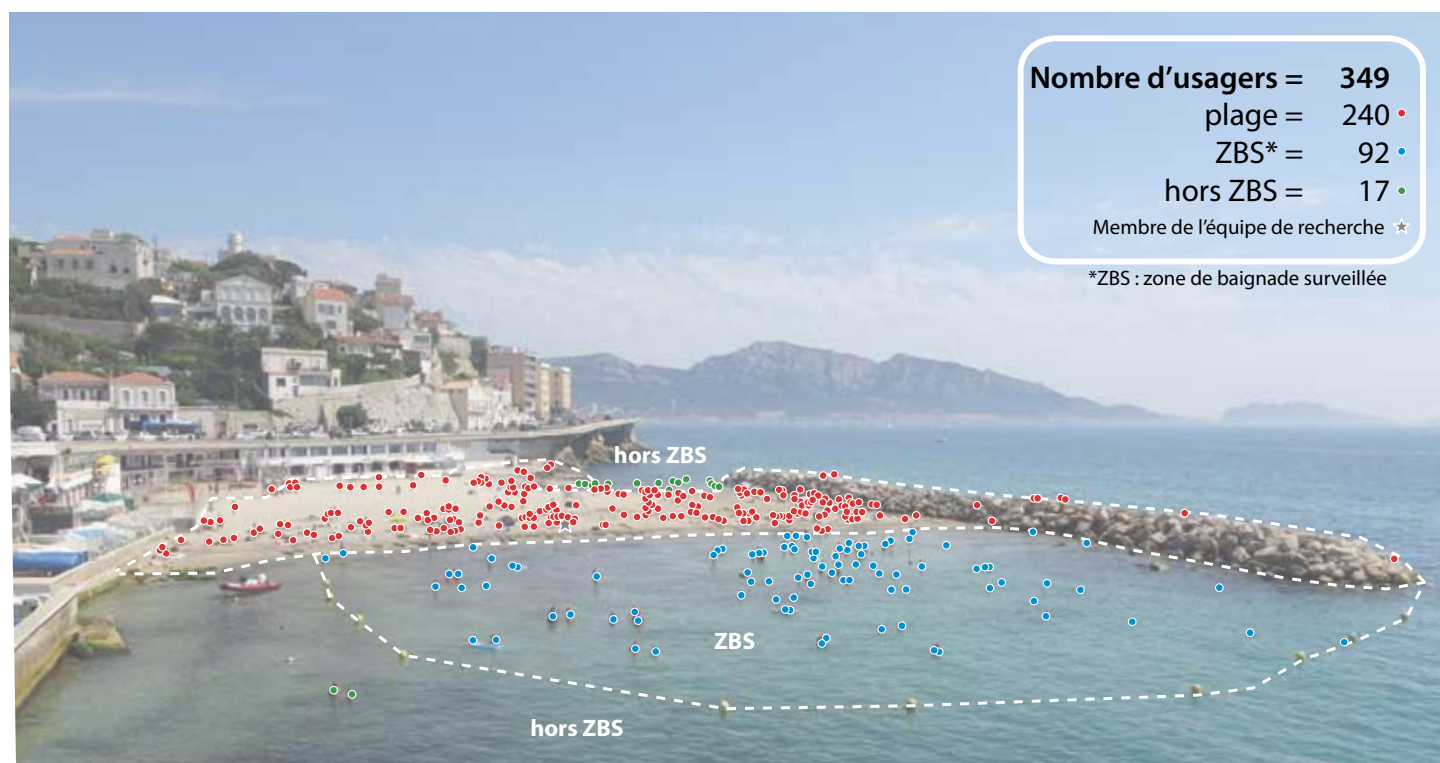 Nombre d'usagers = 349
plage = 240
ZBS* = 92
hors ZBS = 17
Membre de l'équipe de recherche
*ZBS : zone de baignade surveillée
hors ZBS
ZBS
hors ZBS